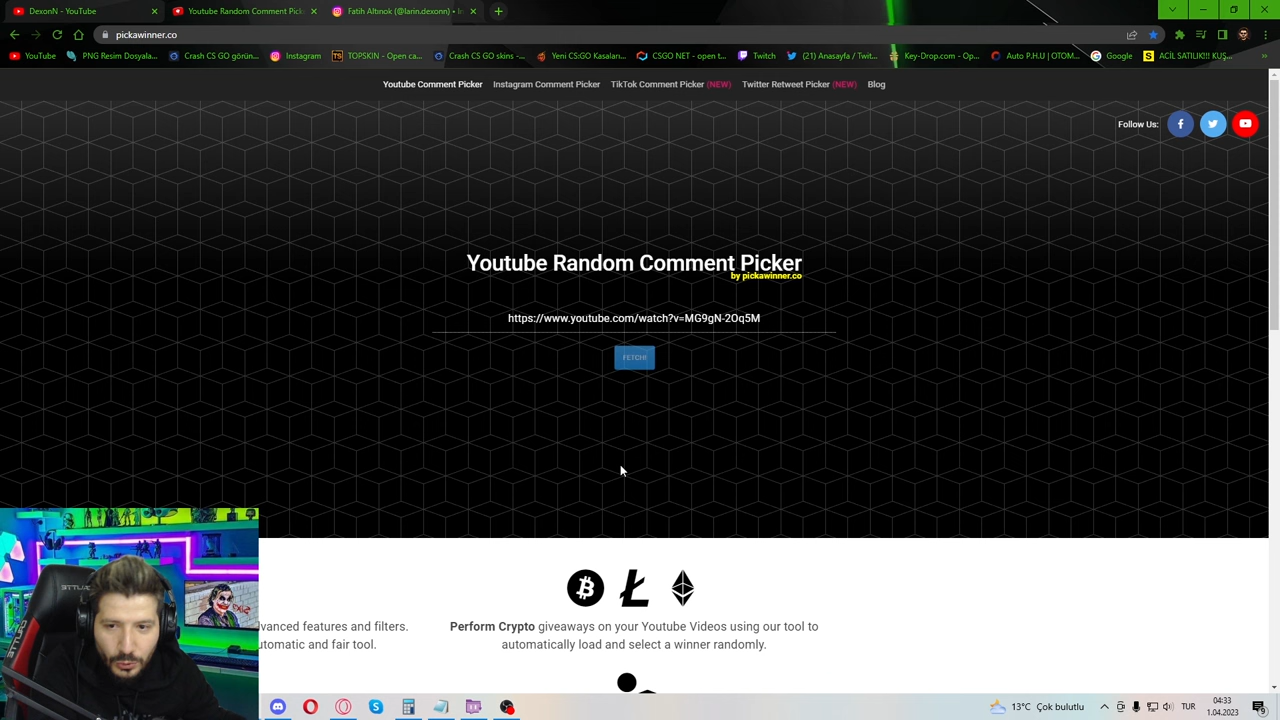 DexonN - YouTube
Youtube Random Comment Pick
Fatih Altınok (@larin.dexonn) • In
pickawinner.co
YouTube
PNG Resim Dosyala...
Crash CS GO görün...
Instagram
TOPSKIN - Open ca...
Crash CS GO skins -...
Yeni CS:GO Kasaları...
CSGO NET - open t...
Twitch
(21) Anasayfa / Twit...
Key-Drop.com - Op...
Auto P.H.U | OTOM...
Google
ACİL SATILIK!!! KUŞ...
Youtube Comment Picker
Instagram Comment Picker
TikTok Comment Picker (NEW)
Twitter Retweet Picker (NEW)
Blog
Follow Us:
Youtube Random Comment Picker
by pickawinner.co
https://www.youtube.com/watch?v=MG9gN-2Oq5M
FETCH!
dvanced features and filters.
utomatic and fair tool.
Perform Crypto giveaways on your Youtube Videos using our tool to
automatically load and select a winner randomly.
13°C Çok bulutlu
TUR
04:33
1.04.2023